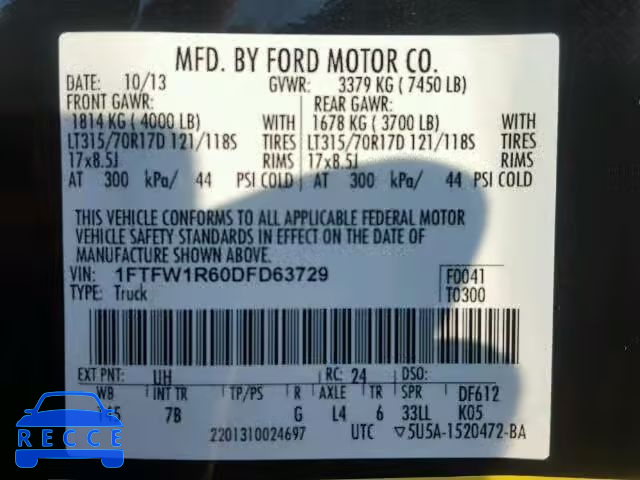 MFD. BY FORD MOTOR CO.
DATE: 10/13 GVWR: 3379 KG ( 7450 LB)
FRONT GAWR: REAR GAWR:
1814 KG ( 4000 LB) 1678 KG ( 3700 LB)
LT315/70R17D 121/118S TIRES LT315/70R17D 121/118S TIRES
17x8.5J RIMS 17x8.5J RIMS
AT 300 kPa/ 44 PSI COLD AT 300 kPa/ 44 PSI COLD
THIS VEHICLE CONFORMS TO ALL APPLICABLE FEDERAL MOTOR
VEHICLE SAFETY STANDARDS IN EFFECT ON THE DATE OF
MANUFACTURE SHOWN ABOVE.
VIN: 1FTFW1R60DFD63729 F0041
TYPE: Truck T0300
EXT PNT: UH RC: 24 DSO:
WB INT TR TP/PS R AXLE TR SPR DF612
145 7B G L4 6 33LL K05
2201310024697 UTC ▽5U5A-1520472-BA